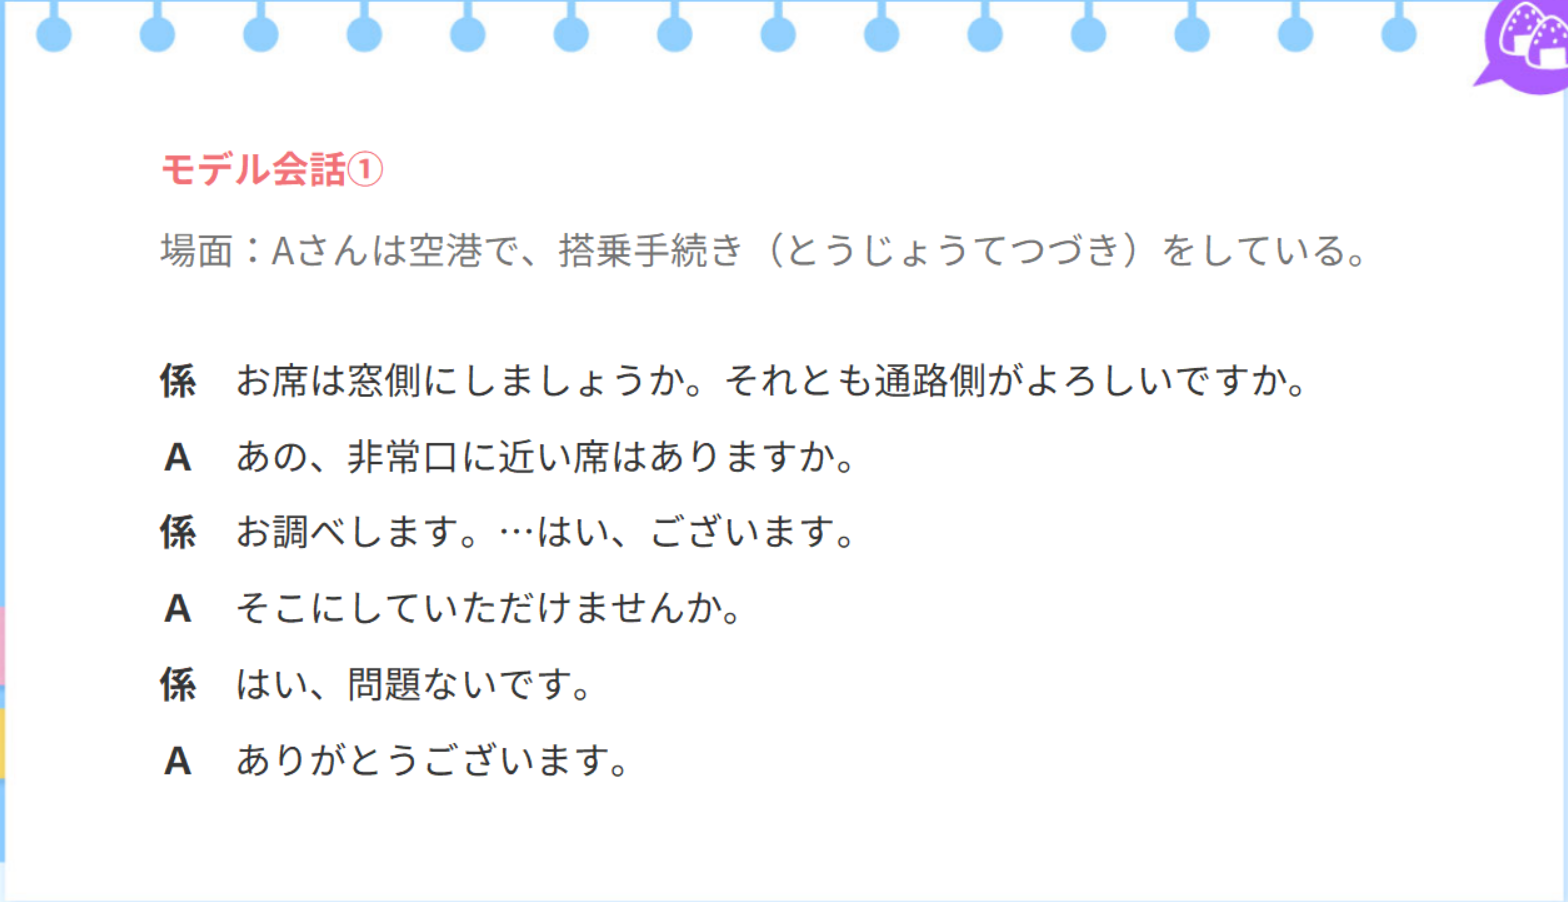 モデル会話①
場面：Aさんは空港で、搭乗手続き（とうじょうてつづき）をしている。
係　お席は窓側にしましょうか。それとも通路側がよろしいですか。
A　あの、非常口に近い席はありますか。
係　お調べします。…はい、ございます。
A　そこにしていただけませんか。
係　はい、問題ないです。
A　ありがとうございます。